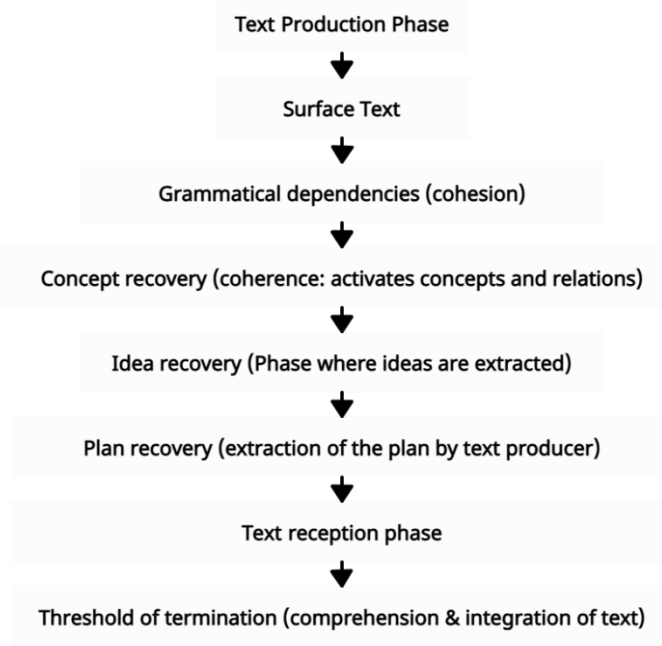 Text Production Phase
Surface Text
Grammatical dependencies (cohesion)
Concept recovery (coherence: activates concepts and relations)
Idea recovery (Phase where ideas are extracted)
Plan recovery (extraction of the plan by text producer)
Text reception phase
Threshold of termination (comprehension & integration of text)